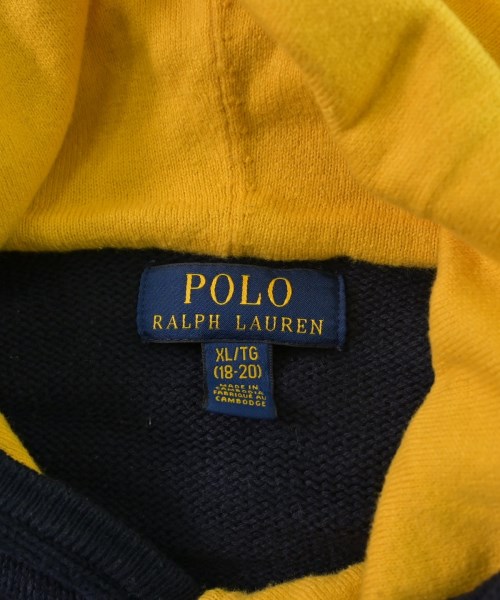 POLO
RALPH LAUREN
XL/TG
(18-20)
MADE IN
CAMBODIA
FABRIQUÉ AU
CAMBODGE